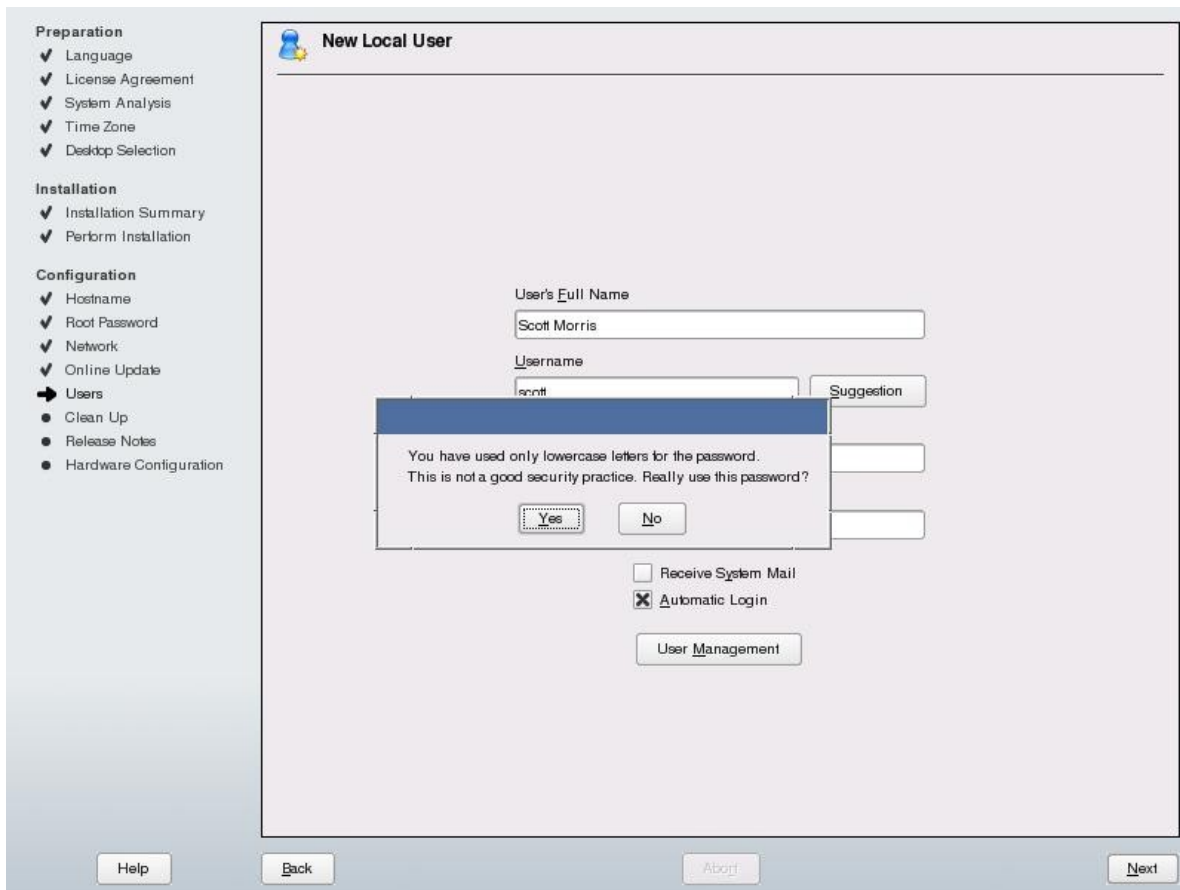 Preparation
Language
License Agreement
System Analysis
Time Zone
Desktop Selection
Installation
Installation Summary
Perform Installation
Configuration
Hostname
Root Password
Network
Online Update
Users
Clean Up
Release Notes
Hardware Configuration
New Local User
User's Full Name
Scott Morris
Username
scott
Suggestion
You have used only lowercase letters for the password.
This is not a good security practice. Really use this password?
Yes
No
Receive System Mail
Automatic Login
User Management
Help
Back
Abort
Next